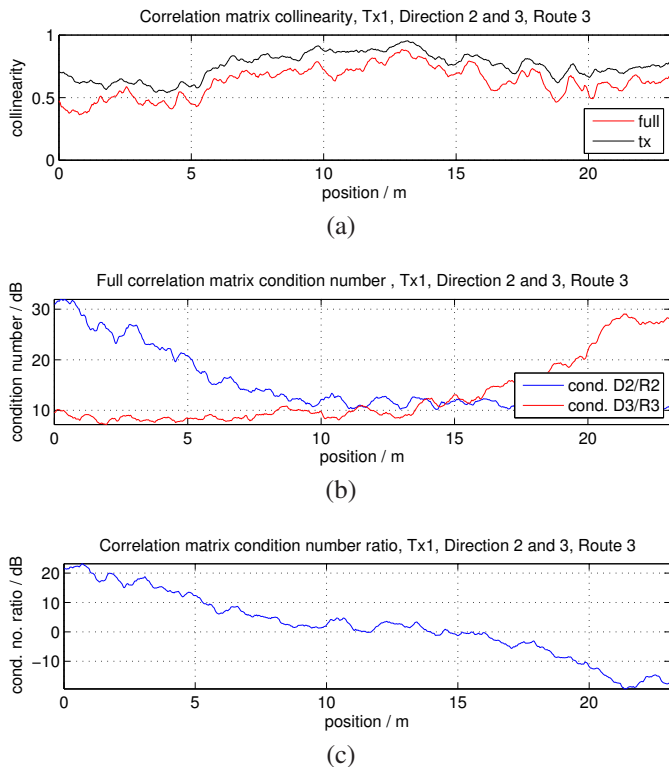 Correlation matrix collinearity, Tx1, Direction 2 and 3, Route 3
1
0.5
0
collinearity
full
tx
0 5 10 15 20
position / m
(a)
Full correlation matrix condition number , Tx1, Direction 2 and 3, Route 3
30
20
10
condition number / dB
cond. D2/R2
cond. D3/R3
0 5 10 15 20
position / m
(b)
Correlation matrix condition number ratio, Tx1, Direction 2 and 3, Route 3
20
10
0
−10
cond. no. ratio / dB
0 5 10 15 20
position / m
(c)